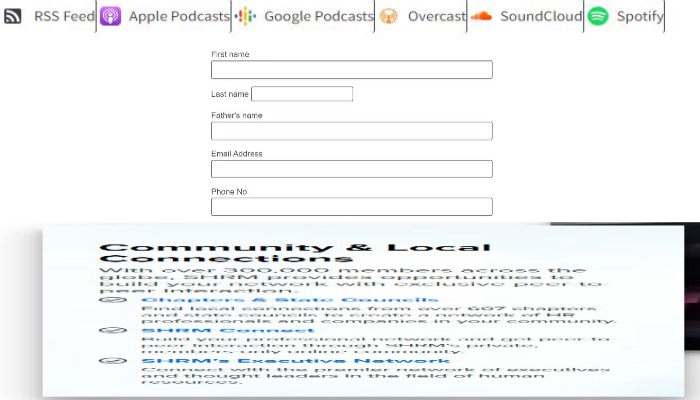 RSS Feed Apple Podcasts Google Podcasts Overcast SoundCloud Spotify
First name
Last name
Father's name
Email Address
Phone No
Community & Local
Connections
With over 300,000 members across the
globe, SHRM provides opportunities to
build your network with exclusive peer-to-
peer interaction.
Chapters & State Councils
Find local connections from over 607 chapters
and state councils to create a network of HR
professionals and companies in your community.
SHRM Connect
Build your professional network and get peer to
peer interaction through SHRM's private,
members-only online community.
SHRM's Executive Network
Connect with the premier network of executives
and thought leaders in the field of human
resources.